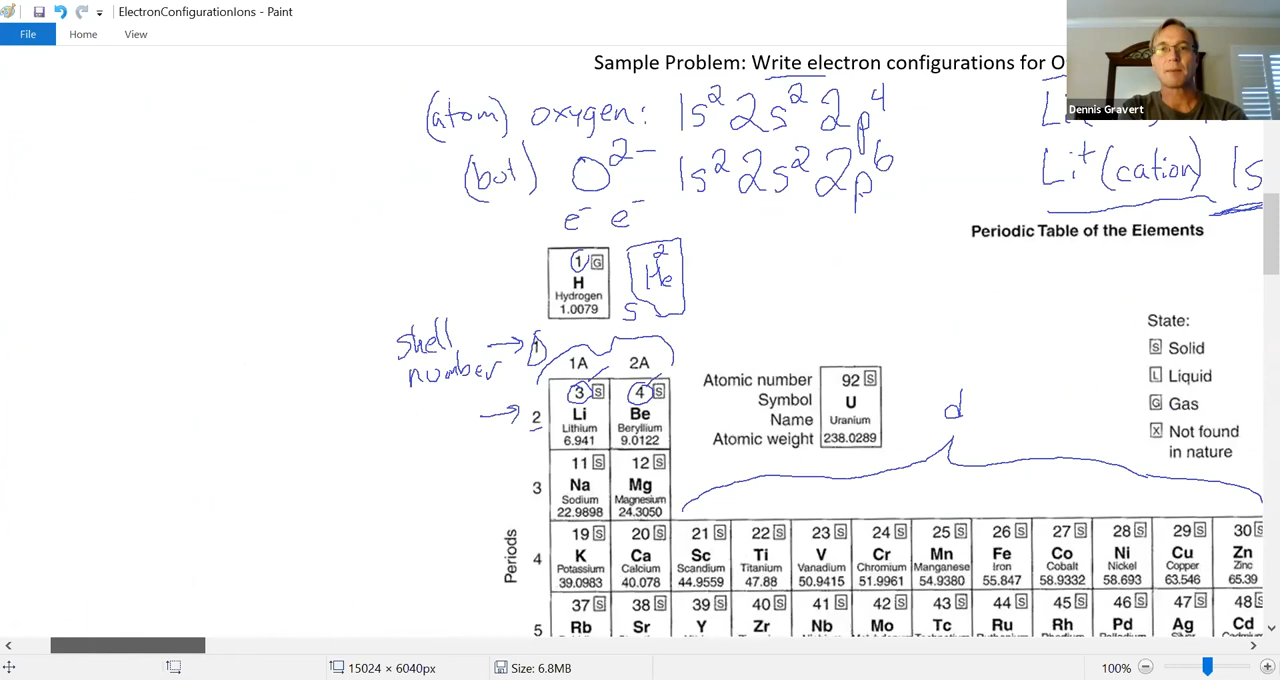 ElectronConfigurationIons - Paint
File Home View
Sample Problem: Write electron configurations for O
(atom) oxygen: 1s² 2s² 2p⁴
Dennis Gravert
(but) O²⁻ 1s² 2s² 2p⁶
Li⁺ (cation) 1s
e⁻ e⁻
Periodic Table of the Elements
1 G
H
Hydrogen
1.0079
2
He
s
shell number → 1
1A 2A
State:
S Solid
L Liquid
G Gas
X Not found in nature
Atomic number 92 S
Symbol U
Name Uranium
Atomic weight 238.0289
d
→ 2
3 S 4 S
Li Be
Lithium Beryllium
6.941 9.0122
3
11 S 12 S
Na Mg
Sodium Magnesium
22.9898 24.3050
Periods
4
19 S 20 S 21 S 22 S 23 S 24 S 25 S 26 S 27 S 28 S 29 S 30 S
K Ca Sc Ti V Cr Mn Fe Co Ni Cu Zn
Potassium Calcium Scandium Titanium Vanadium Chromium Manganese Iron Cobalt Nickel Copper Zinc
39.0983 40.078 44.9559 47.88 50.9415 51.9961 54.9380 55.847 58.9332 58.693 63.546 65.39
5
37 S 38 S 39 S 40 S 41 S 42 S 43 S 44 S 45 S 46 S 47 S 48 S
Rb Sr Y Zr Nb Mo Tc Ru Rh Pd Ag Cd
15024 × 6040px
Size: 6.8MB
100%